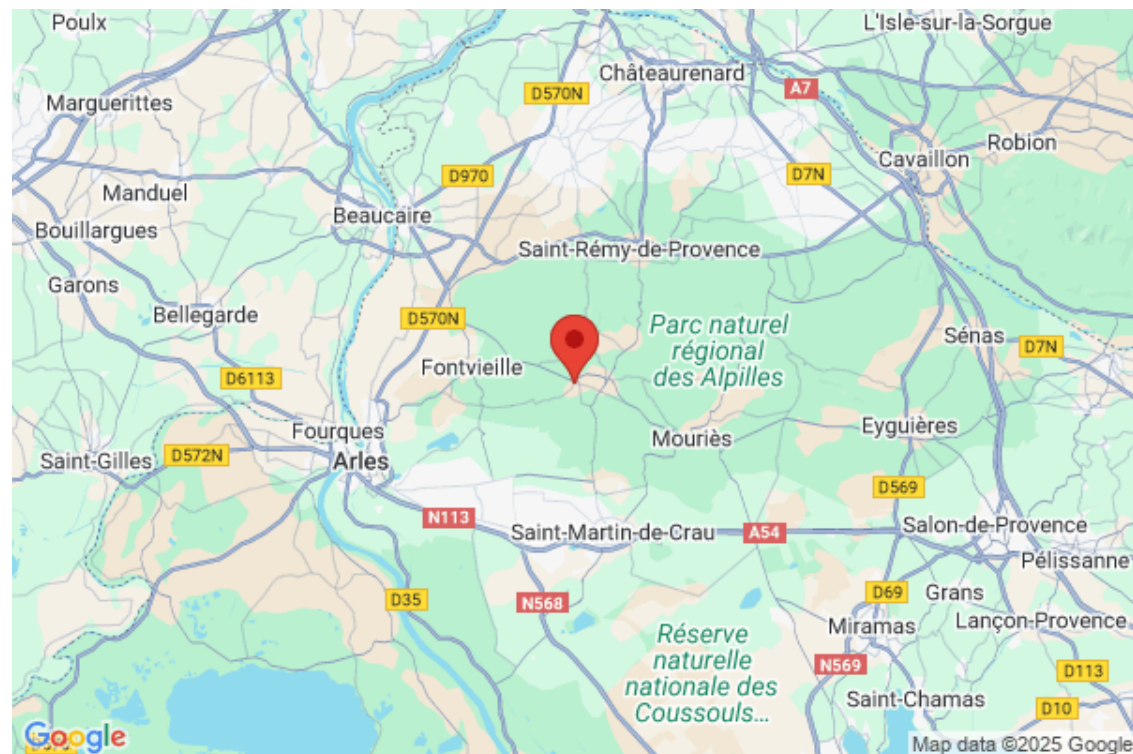 Poulx
L'Isle-sur-la-Sorgue
Châteaurenard
A7
D570N
Marguerittes
Robion
Cavaillon
D970
D7N
Manduel
Beaucaire
Bouillargues
Saint-Rémy-de-Provence
Garons
Bellegarde
D570N
Parc naturel
régional
des Alpilles
Sénas
D7N
Fontvieille
D6113
Fourques
Mouriès
Eyguières
Saint-Gilles
D572N
Arles
D569
N113
Saint-Martin-de-Crau
A54
Salon-de-Provence
Pélissanne
D35
N568
D69
Grans
Réserve
naturelle
nationale des
Coussouls…
Miramas
Lançon-Provence
N569
D113
Saint-Chamas
D10
Google
Map data ©2025 Google